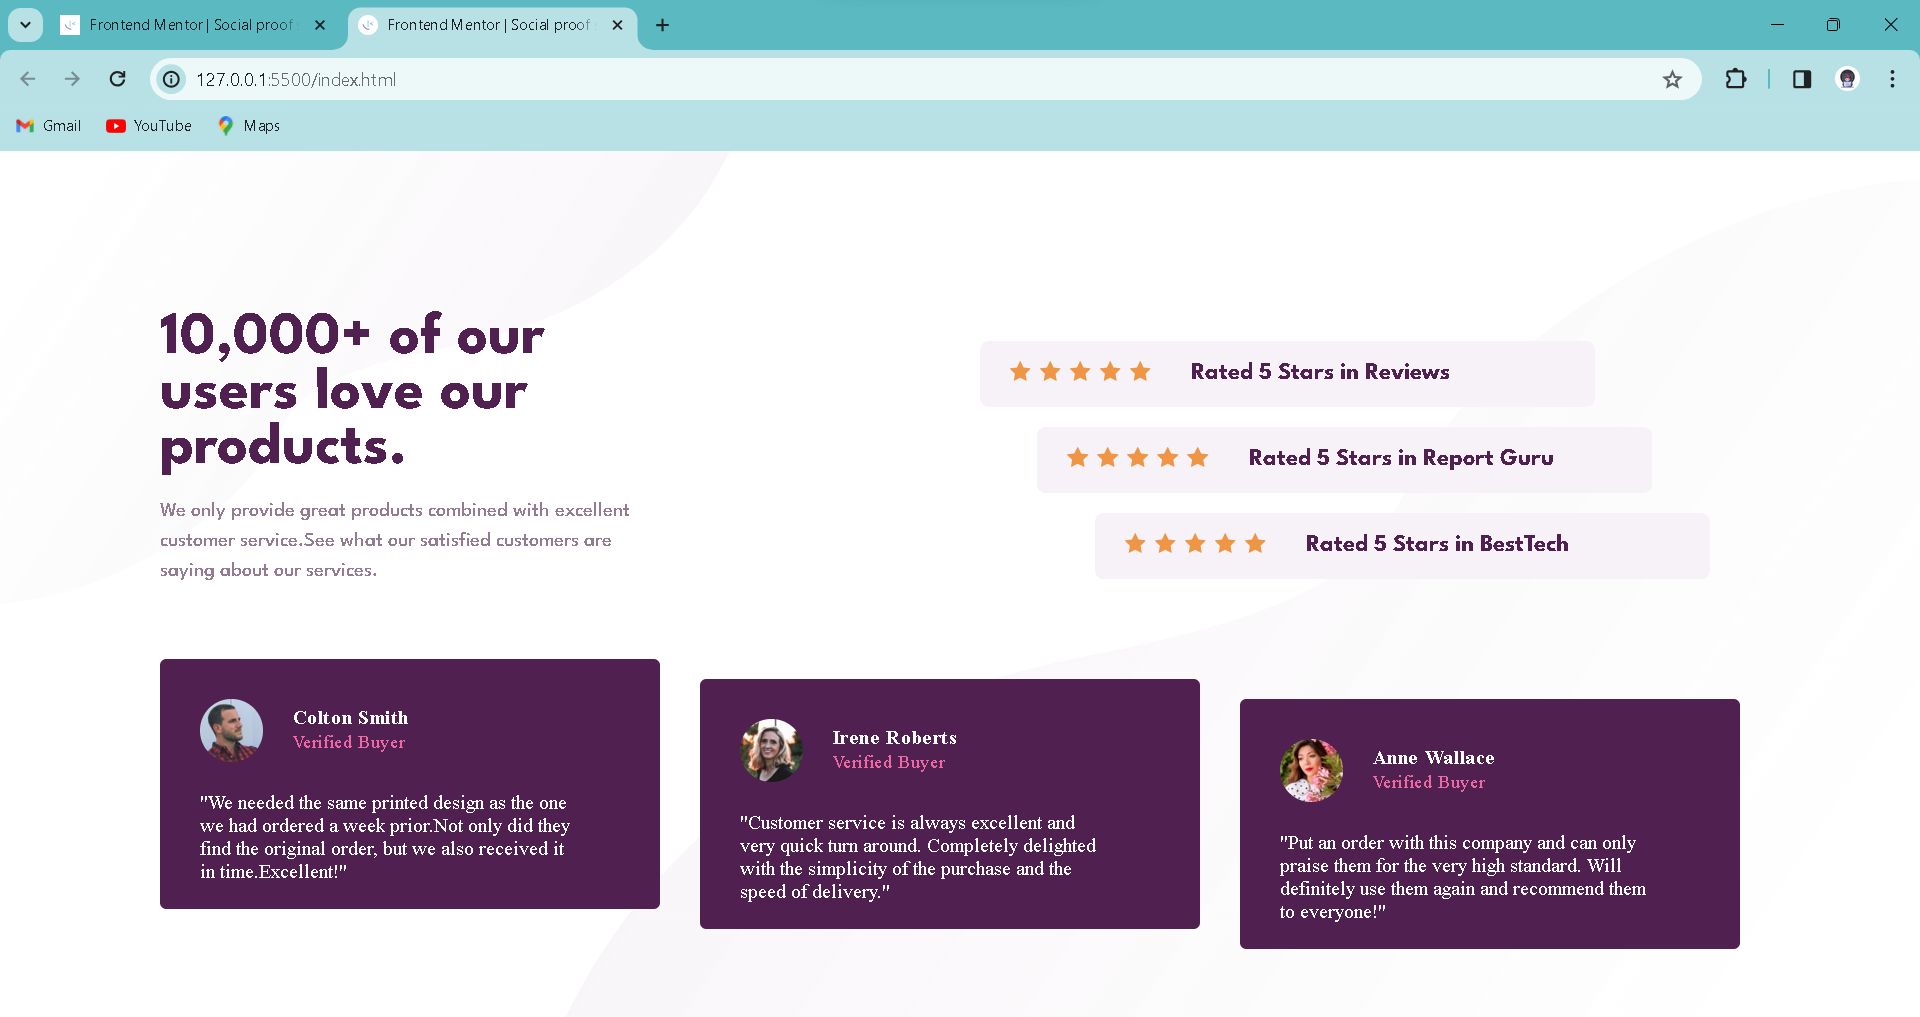 Frontend Mentor | Social proof
Frontend Mentor | Social proof
127.0.0.1:5500/index.html
Gmail
YouTube
Maps
10,000+ of our
users love our
products.
We only provide great products combined with excellent
customer service.See what our satisfied customers are
saying about our services.
Rated 5 Stars in Reviews
Rated 5 Stars in Report Guru
Rated 5 Stars in BestTech
Colton Smith
Verified Buyer
"We needed the same printed design as the one
we had ordered a week prior.Not only did they
find the original order, but we also received it
in time.Excellent!"
Irene Roberts
Verified Buyer
"Customer service is always excellent and
very quick turn around. Completely delighted
with the simplicity of the purchase and the
speed of delivery."
Anne Wallace
Verified Buyer
"Put an order with this company and can only
praise them for the very high standard. Will
definitely use them again and recommend them
to everyone!"